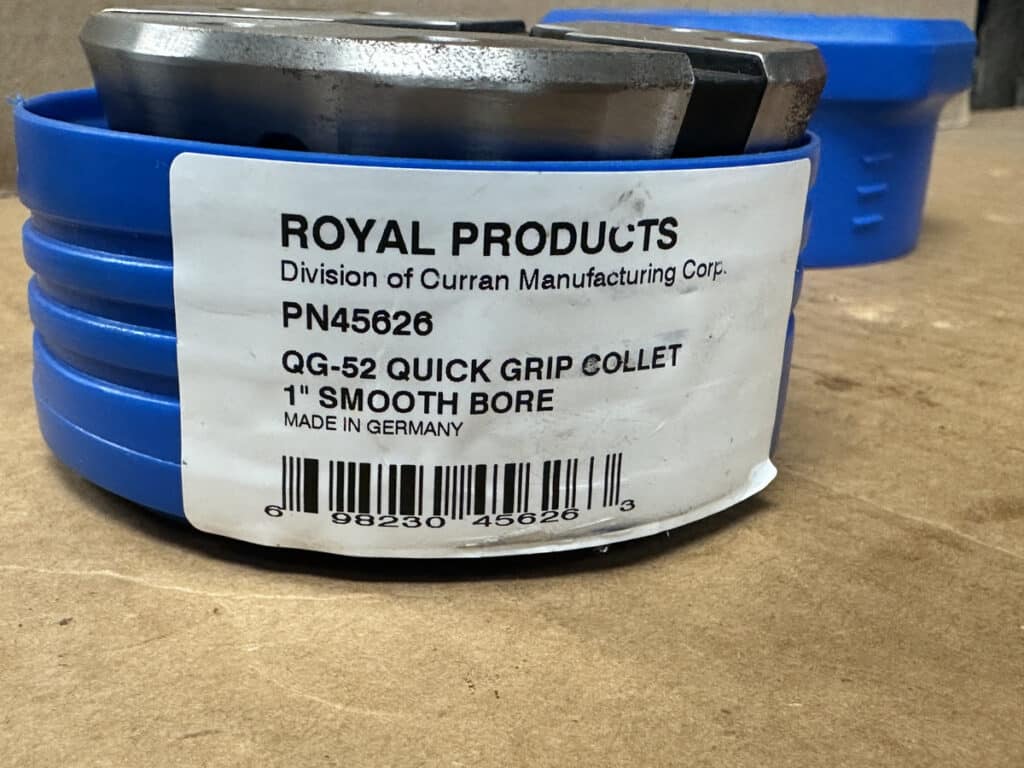 ROYAL PRODUCTS
Division of Curran Manufacturing Corp.
PN45626
QG-52 QUICK GRIP COLLET
1" SMOOTH BORE
MADE IN GERMANY
6 98230 45626 3